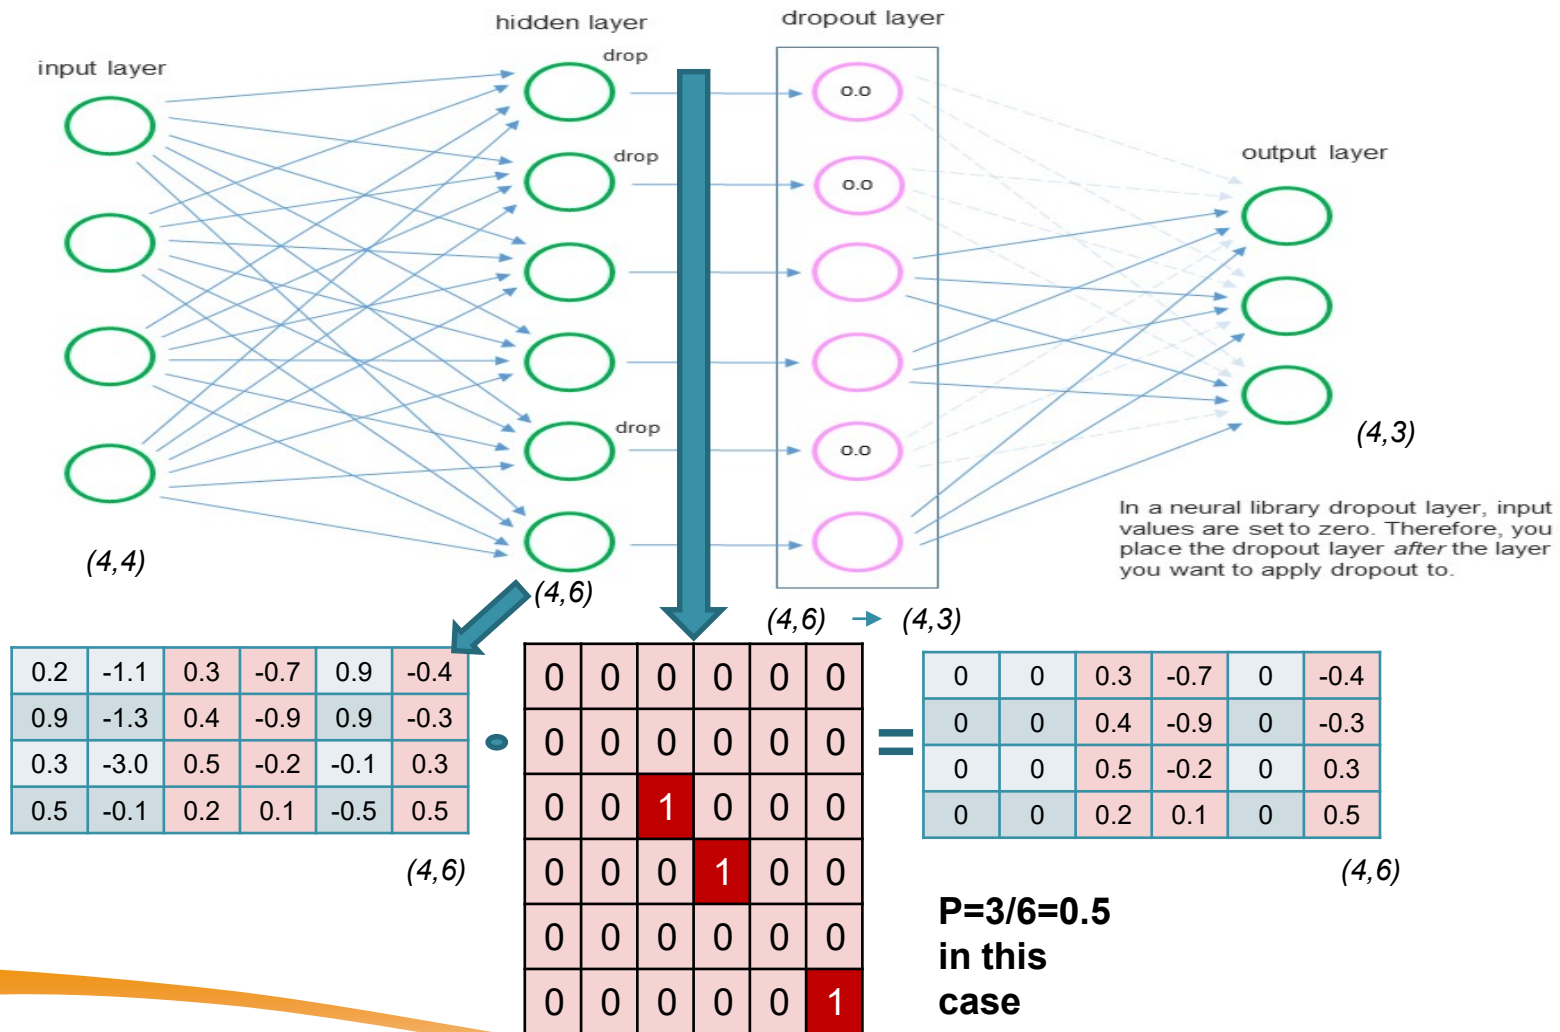 hidden layer
dropout layer
input layer
drop
0.0
drop
0.0
output layer
drop
0.0
(4,3)
In a neural library dropout layer, input
values are set to zero. Therefore, you
place the dropout layer after the layer
you want to apply dropout to.
(4,4)
(4,6)
(4,6) → (4,3)
0.2 -1.1 0.3 -0.7 0.9 -0.4
0.9 -1.3 0.4 -0.9 0.9 -0.3
0.3 -3.0 0.5 -0.2 -0.1 0.3
0.5 -0.1 0.2 0.1 -0.5 0.5
(4,6)
0 0 0 0 0 0
0 0 0 0 0 0
0 0 1 0 0 0
0 0 0 1 0 0
0 0 0 0 0 0
0 0 0 0 0 1
=
0 0 0.3 -0.7 0 -0.4
0 0 0.4 -0.9 0 -0.3
0 0 0.5 -0.2 0 0.3
0 0 0.2 0.1 0 0.5
(4,6)
P=3/6=0.5
in this
case